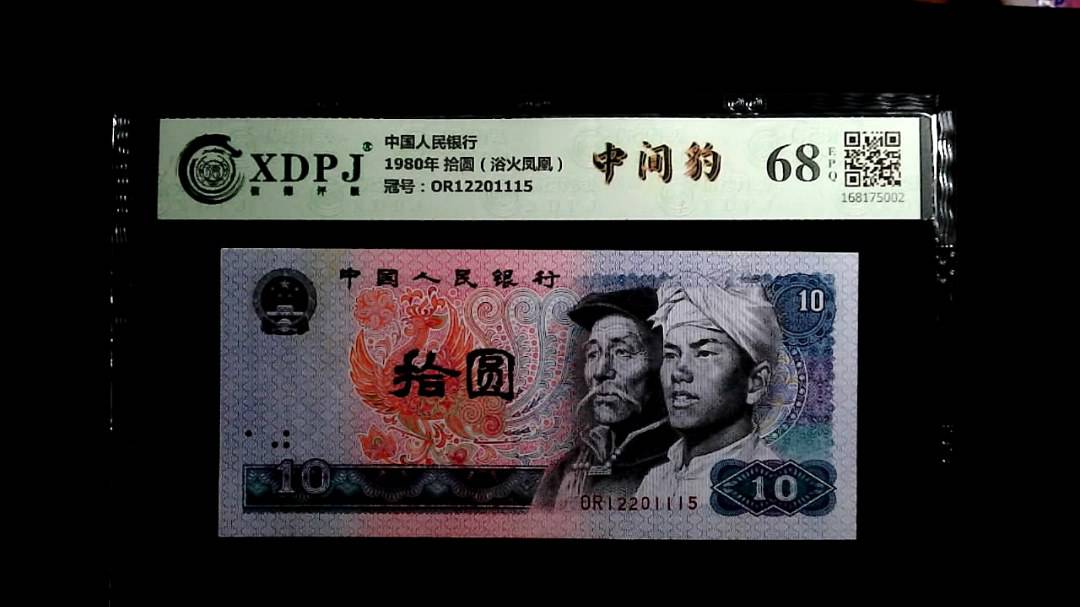 XDPJ®
中国人民银行
1980年 拾圆（浴火凤凰）
冠号：OR12201115
中间豹
68
EPQ
168175002
中国人民银行
10
拾圆
10
OR12201115
10